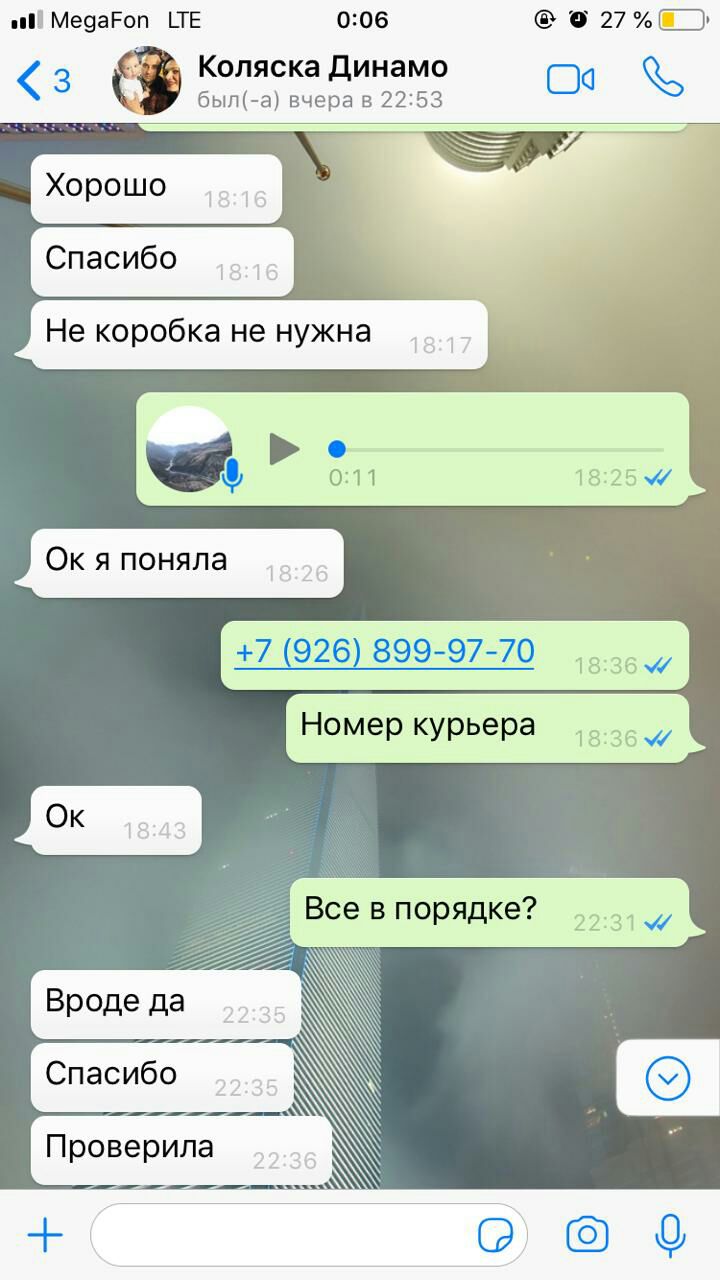 MegaFon LTE 0:06 27 %
3 Коляска Динамо
был(-а) вчера в 22:53
Хорошо 18:16
Спасибо 18:16
Не коробка не нужна 18:17
0:11 18:25
Ок я поняла 18:26
+7 (926) 899-97-70 18:36
Номер курьера 18:36
Ок 18:43
Все в порядке? 22:31
Вроде да 22:35
Спасибо 22:35
Проверила 22:36